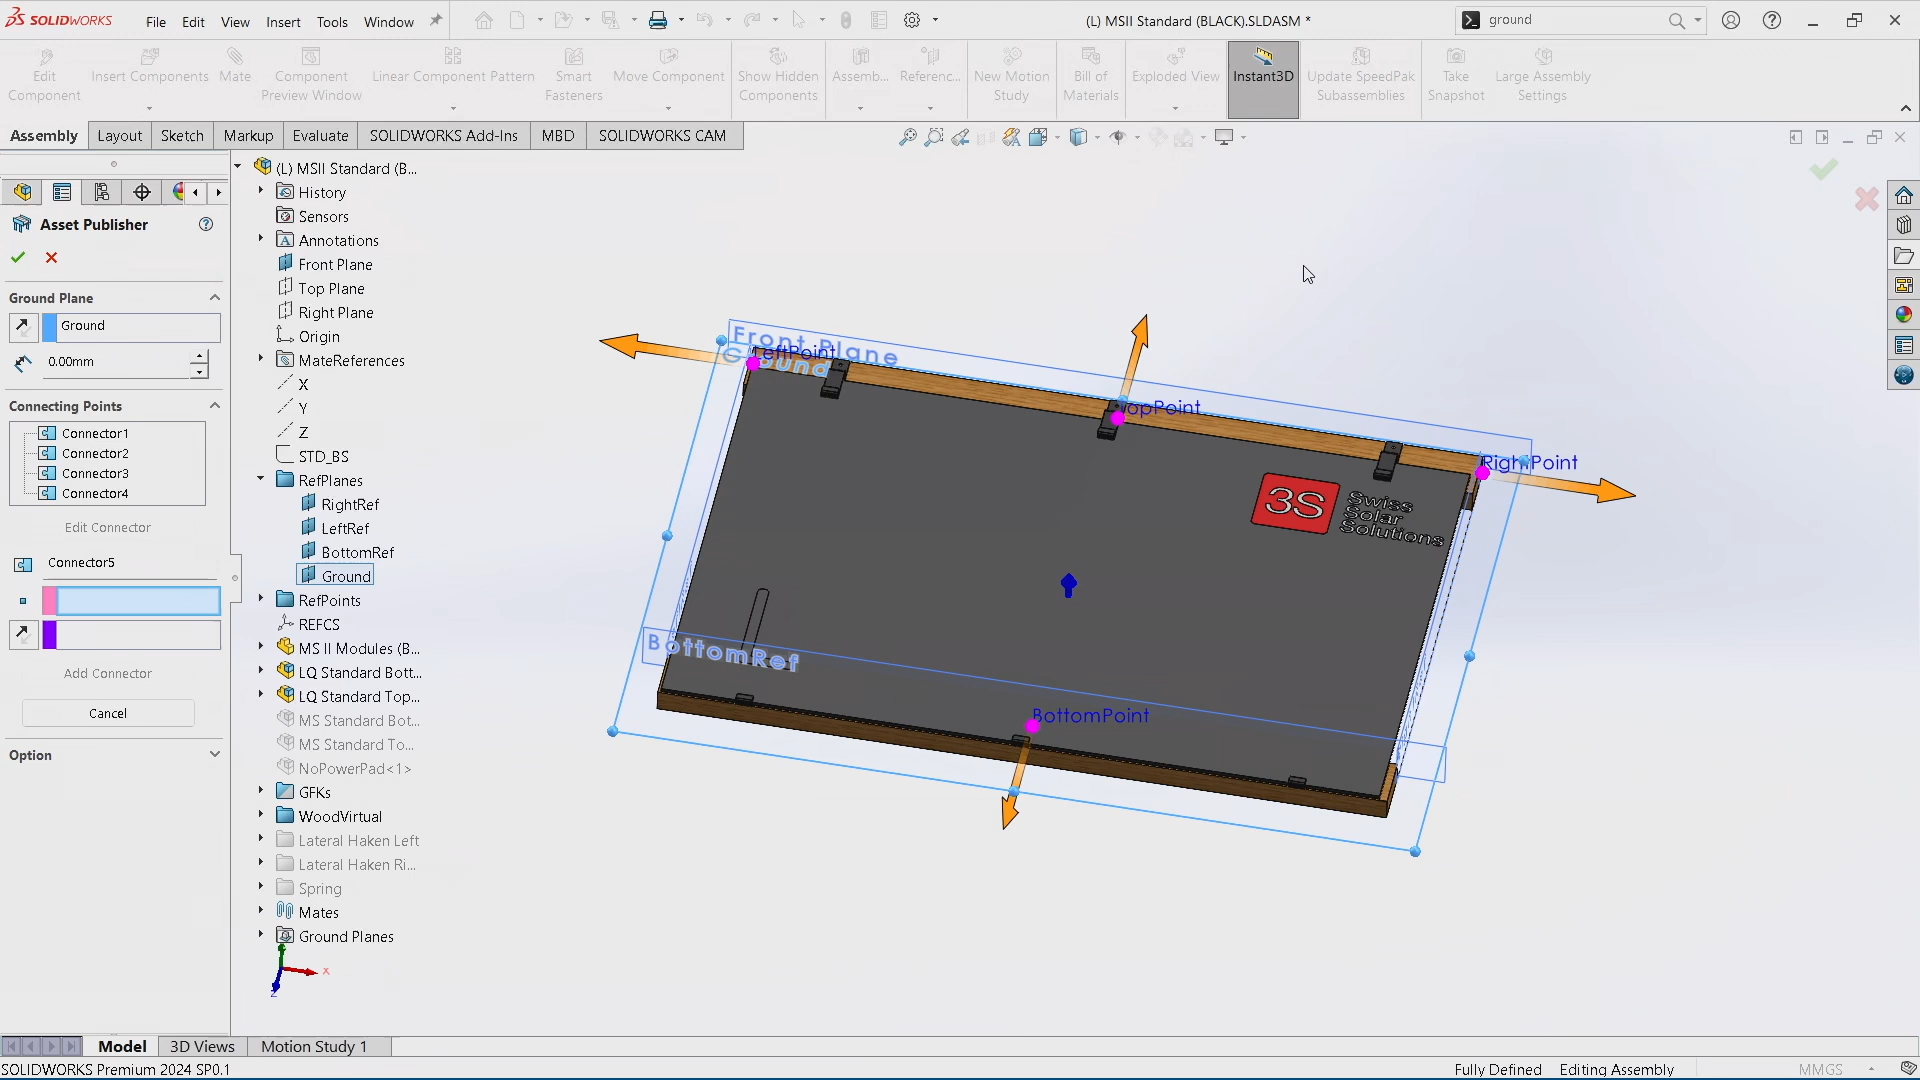 SOLIDWORKS
File Edit View Insert Tools Window
(L) MSII Standard (BLACK).SLDASM *
ground
Edit Component
Insert Components
Mate
Component Preview Window
Linear Component Pattern
Smart Fasteners
Move Component
Show Hidden Components
Assemb...
Referenc...
New Motion Study
Bill of Materials
Exploded View
Instant3D
Update SpeedPak Subassemblies
Take Snapshot
Large Assembly Settings
Assembly Layout Sketch Markup Evaluate SOLIDWORKS Add-Ins MBD SOLIDWORKS CAM
Asset Publisher
Ground Plane
Ground
0.00mm
Connecting Points
Connector1
Connector2
Connector3
Connector4
Edit Connector
Connector5
Add Connector
Cancel
Option
(L) MSII Standard (B...
History
Sensors
Annotations
Front Plane
Top Plane
Right Plane
Origin
MateReferences
X
Y
Z
STD_BS
RefPlanes
RightRef
LeftRef
BottomRef
Ground
RefPoints
REFCS
MS II Modules (B...
LQ Standard Bott...
LQ Standard Top...
MS Standard Bot...
MS Standard To...
NoPowerPad<1>
GFKs
WoodVirtual
Lateral Haken Left
Lateral Haken Ri...
Spring
Mates
Ground Planes
x
Z
Front Plane
Ground
LeftPoint
TopPoint
RightPoint
3S Swiss
Solar
Solutions
BottomRef
BottomPoint
Model 3D Views Motion Study 1
SOLIDWORKS Premium 2024 SP0.1
Fully Defined Editing Assembly MMGS